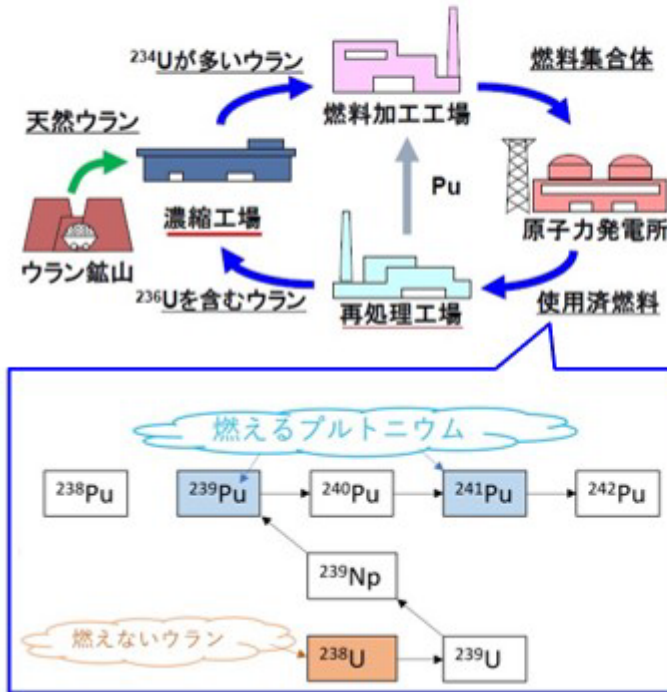 ²³⁴Uが多いウラン
燃料集合体
天然ウラン
燃料加工工場
Pu
濃縮工場
原子力発電所
ウラン鉱山
²³⁶Uを含むウラン
再処理工場
使用済燃料
燃えるプルトニウム
²³⁸Pu
²³⁹Pu
²⁴⁰Pu
²⁴¹Pu
²⁴²Pu
²³⁹Np
燃えないウラン
²³⁸U
²³⁹U